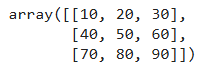 array([[10, 20, 30],
       [40, 50, 60],
       [70, 80, 90]])